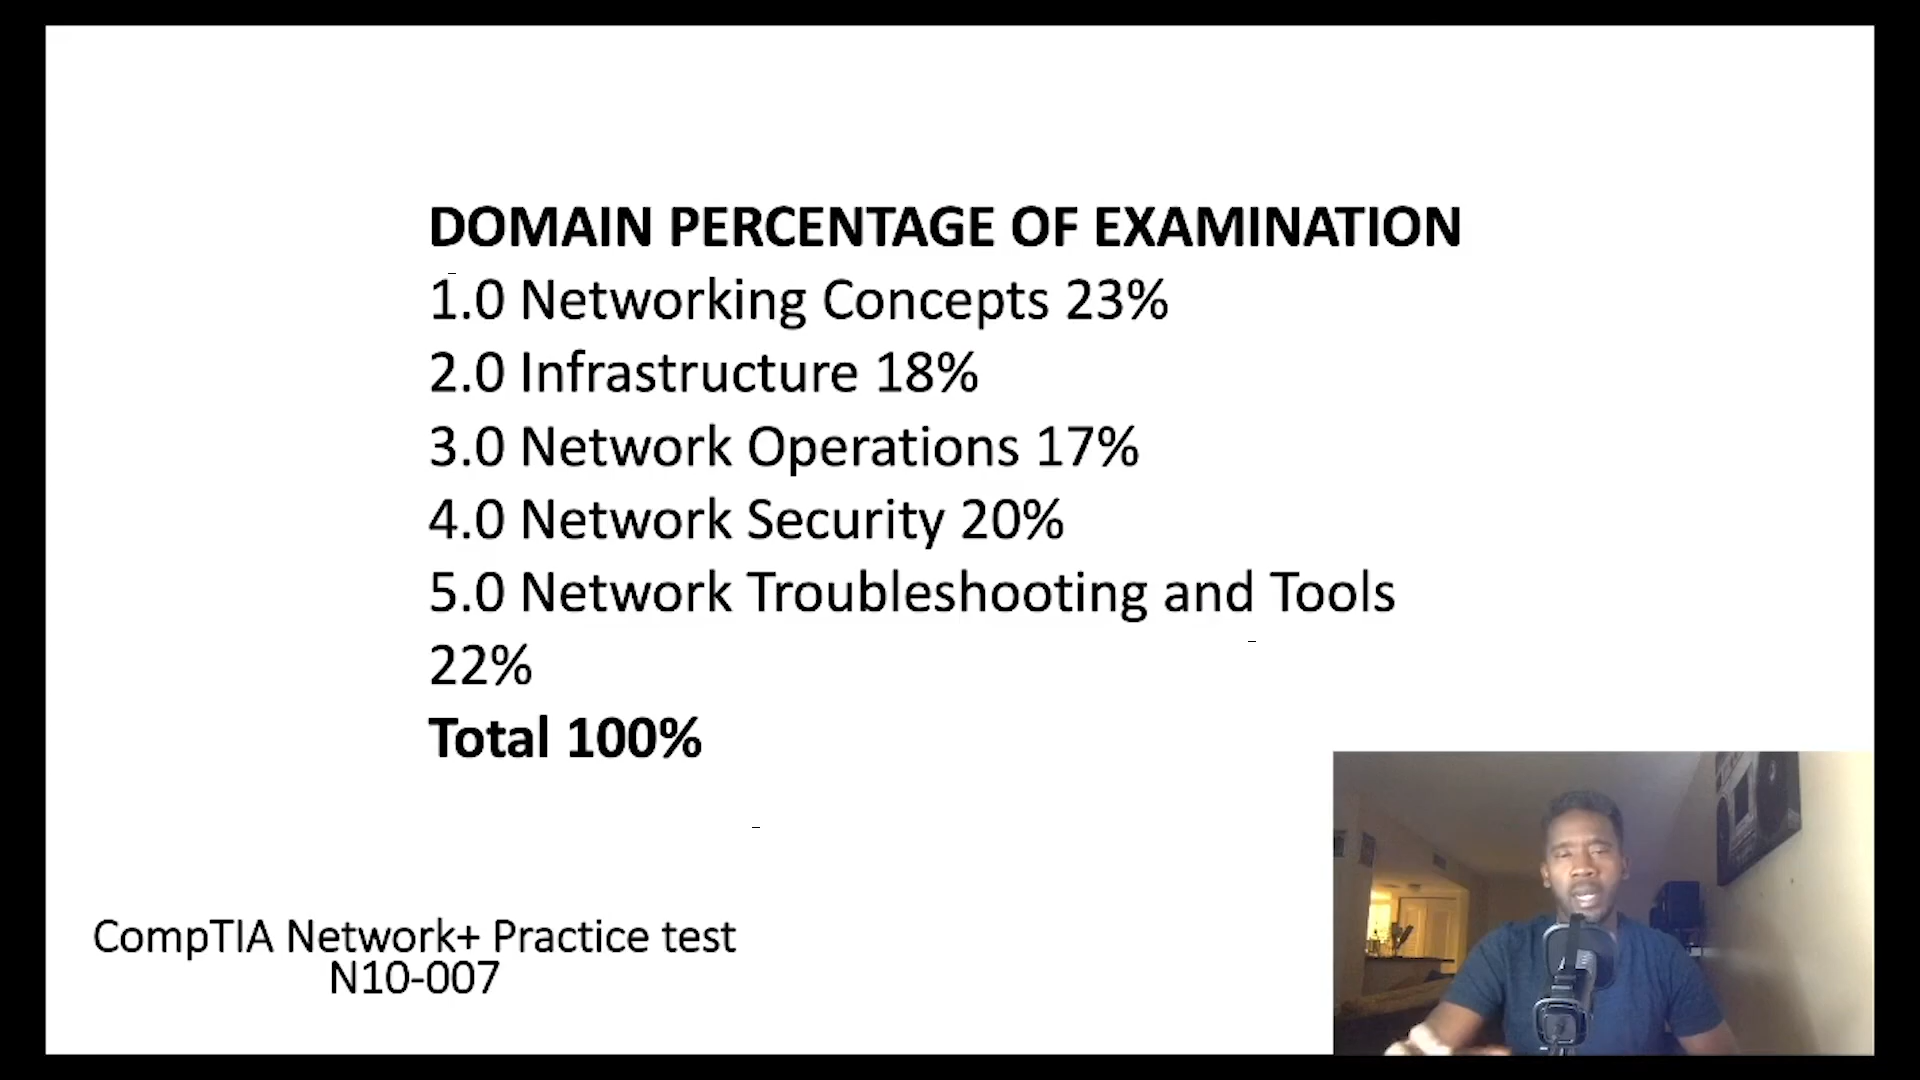 DOMAIN PERCENTAGE OF EXAMINATION
1.0 Networking Concepts 23%
2.0 Infrastructure 18%
3.0 Network Operations 17%
4.0 Network Security 20%
5.0 Network Troubleshooting and Tools
22%
Total 100%
CompTIA Network+ Practice test
N10-007